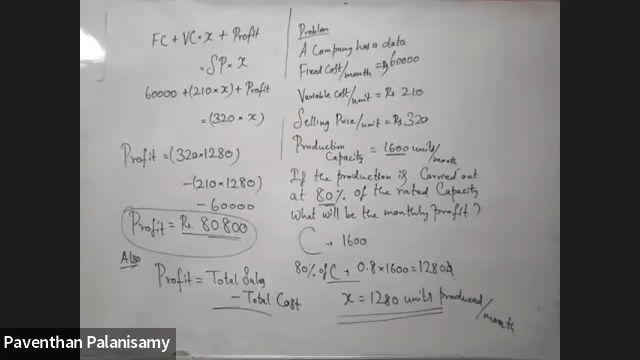 FC + VC * x + Profit
= SP * x
60000 + (210 * x) + Profit
= (320 * x)
Profit = (320 * 1280)
- (210 * 1280)
- 60000
Profit = Rs. 80800
Also
Profit = Total Sales
- Total Cost
Problem
A Company has a data
Fixed Cost/month = Rs 60000
Variable Cost/unit = Rs. 210
Selling Price/unit = Rs. 320
Production Capacity = 1600 units/month
If the production is Carried out
at 80% of the rated Capacity
What will be the monthly profit?
C → 1600
80% of C → 0.8 * 1600 = 1280
x = 1280 units produced/month
Paventhan Palanisamy